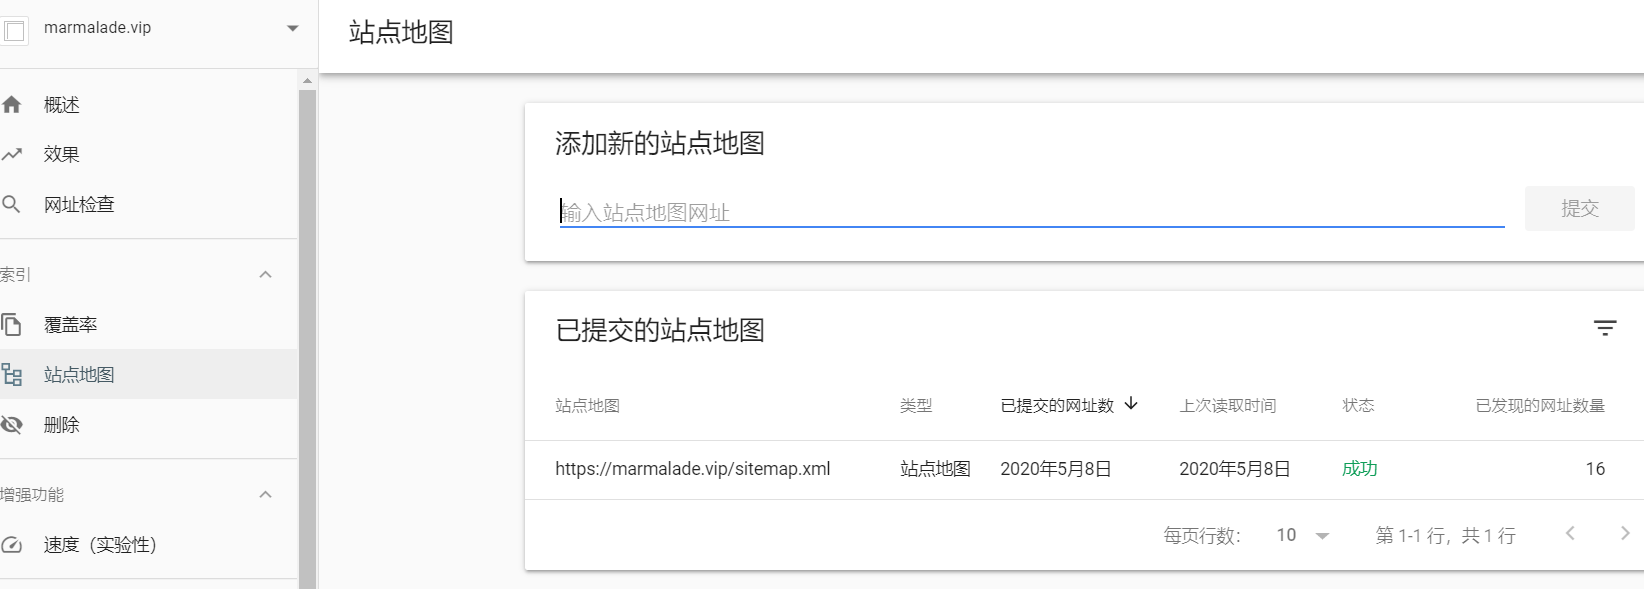 marmalade.vip
站点地图
概述
效果
网址检查
索引
覆盖率
站点地图
删除
增强功能
速度（实验性）
添加新的站点地图
输入站点地图网址
提交
已提交的站点地图
站点地图 类型 已提交的网址数 上次读取时间 状态 已发现的网址数量
https://marmalade.vip/sitemap.xml 站点地图 2020年5月8日 2020年5月8日 成功 16
每页行数： 10 第 1-1 行，共 1 行